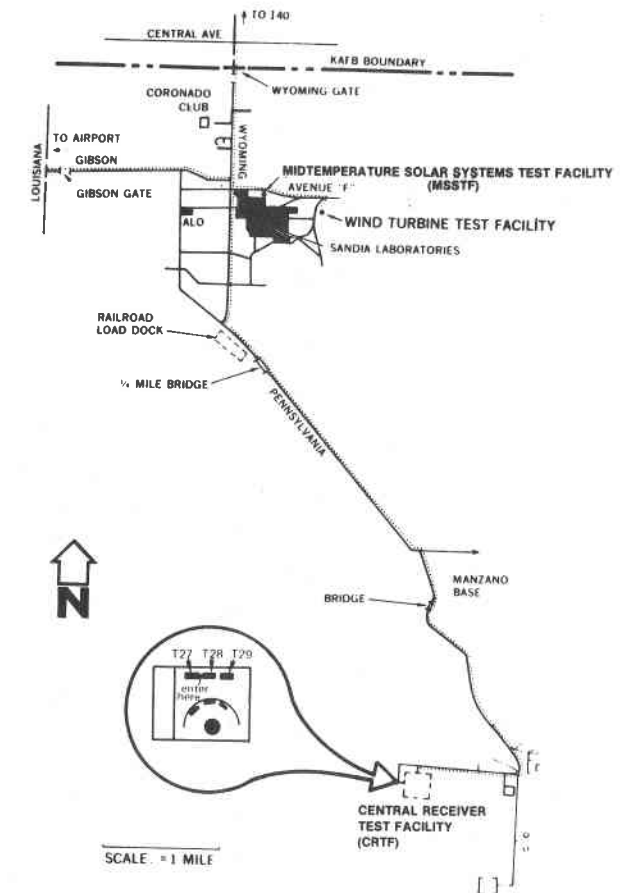 TO I40
CENTRAL AVE
KAFB BOUNDARY
WYOMING GATE
CORONADO
CLUB
TO AIRPORT
WYOMING
LOUISIANA
GIBSON
GIBSON GATE
MIDTEMPERATURE SOLAR SYSTEMS TEST FACILITY
(MSSTF)
AVENUE "F"
ALO
WIND TURBINE TEST FACILITY
SANDIA LABORATORIES
RAILROAD
LOAD DOCK
¼ MILE BRIDGE
PENNSYLVANIA
N
MANZANO
BASE
BRIDGE
T27 T28 T29
enter
here
CENTRAL RECEIVER
TEST FACILITY
(CRTF)
SCALE = 1 MILE